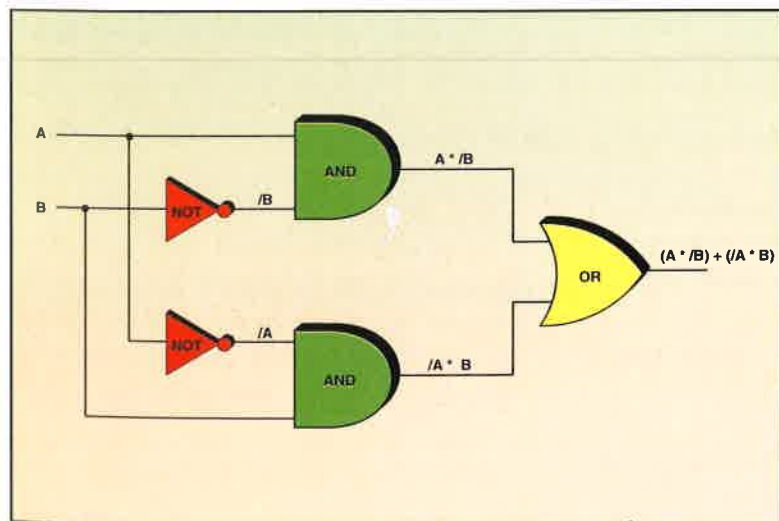 A
B
NOT
/B
AND
A * /B
NOT
/A
AND
/A * B
OR
(A * /B) + (/A * B)